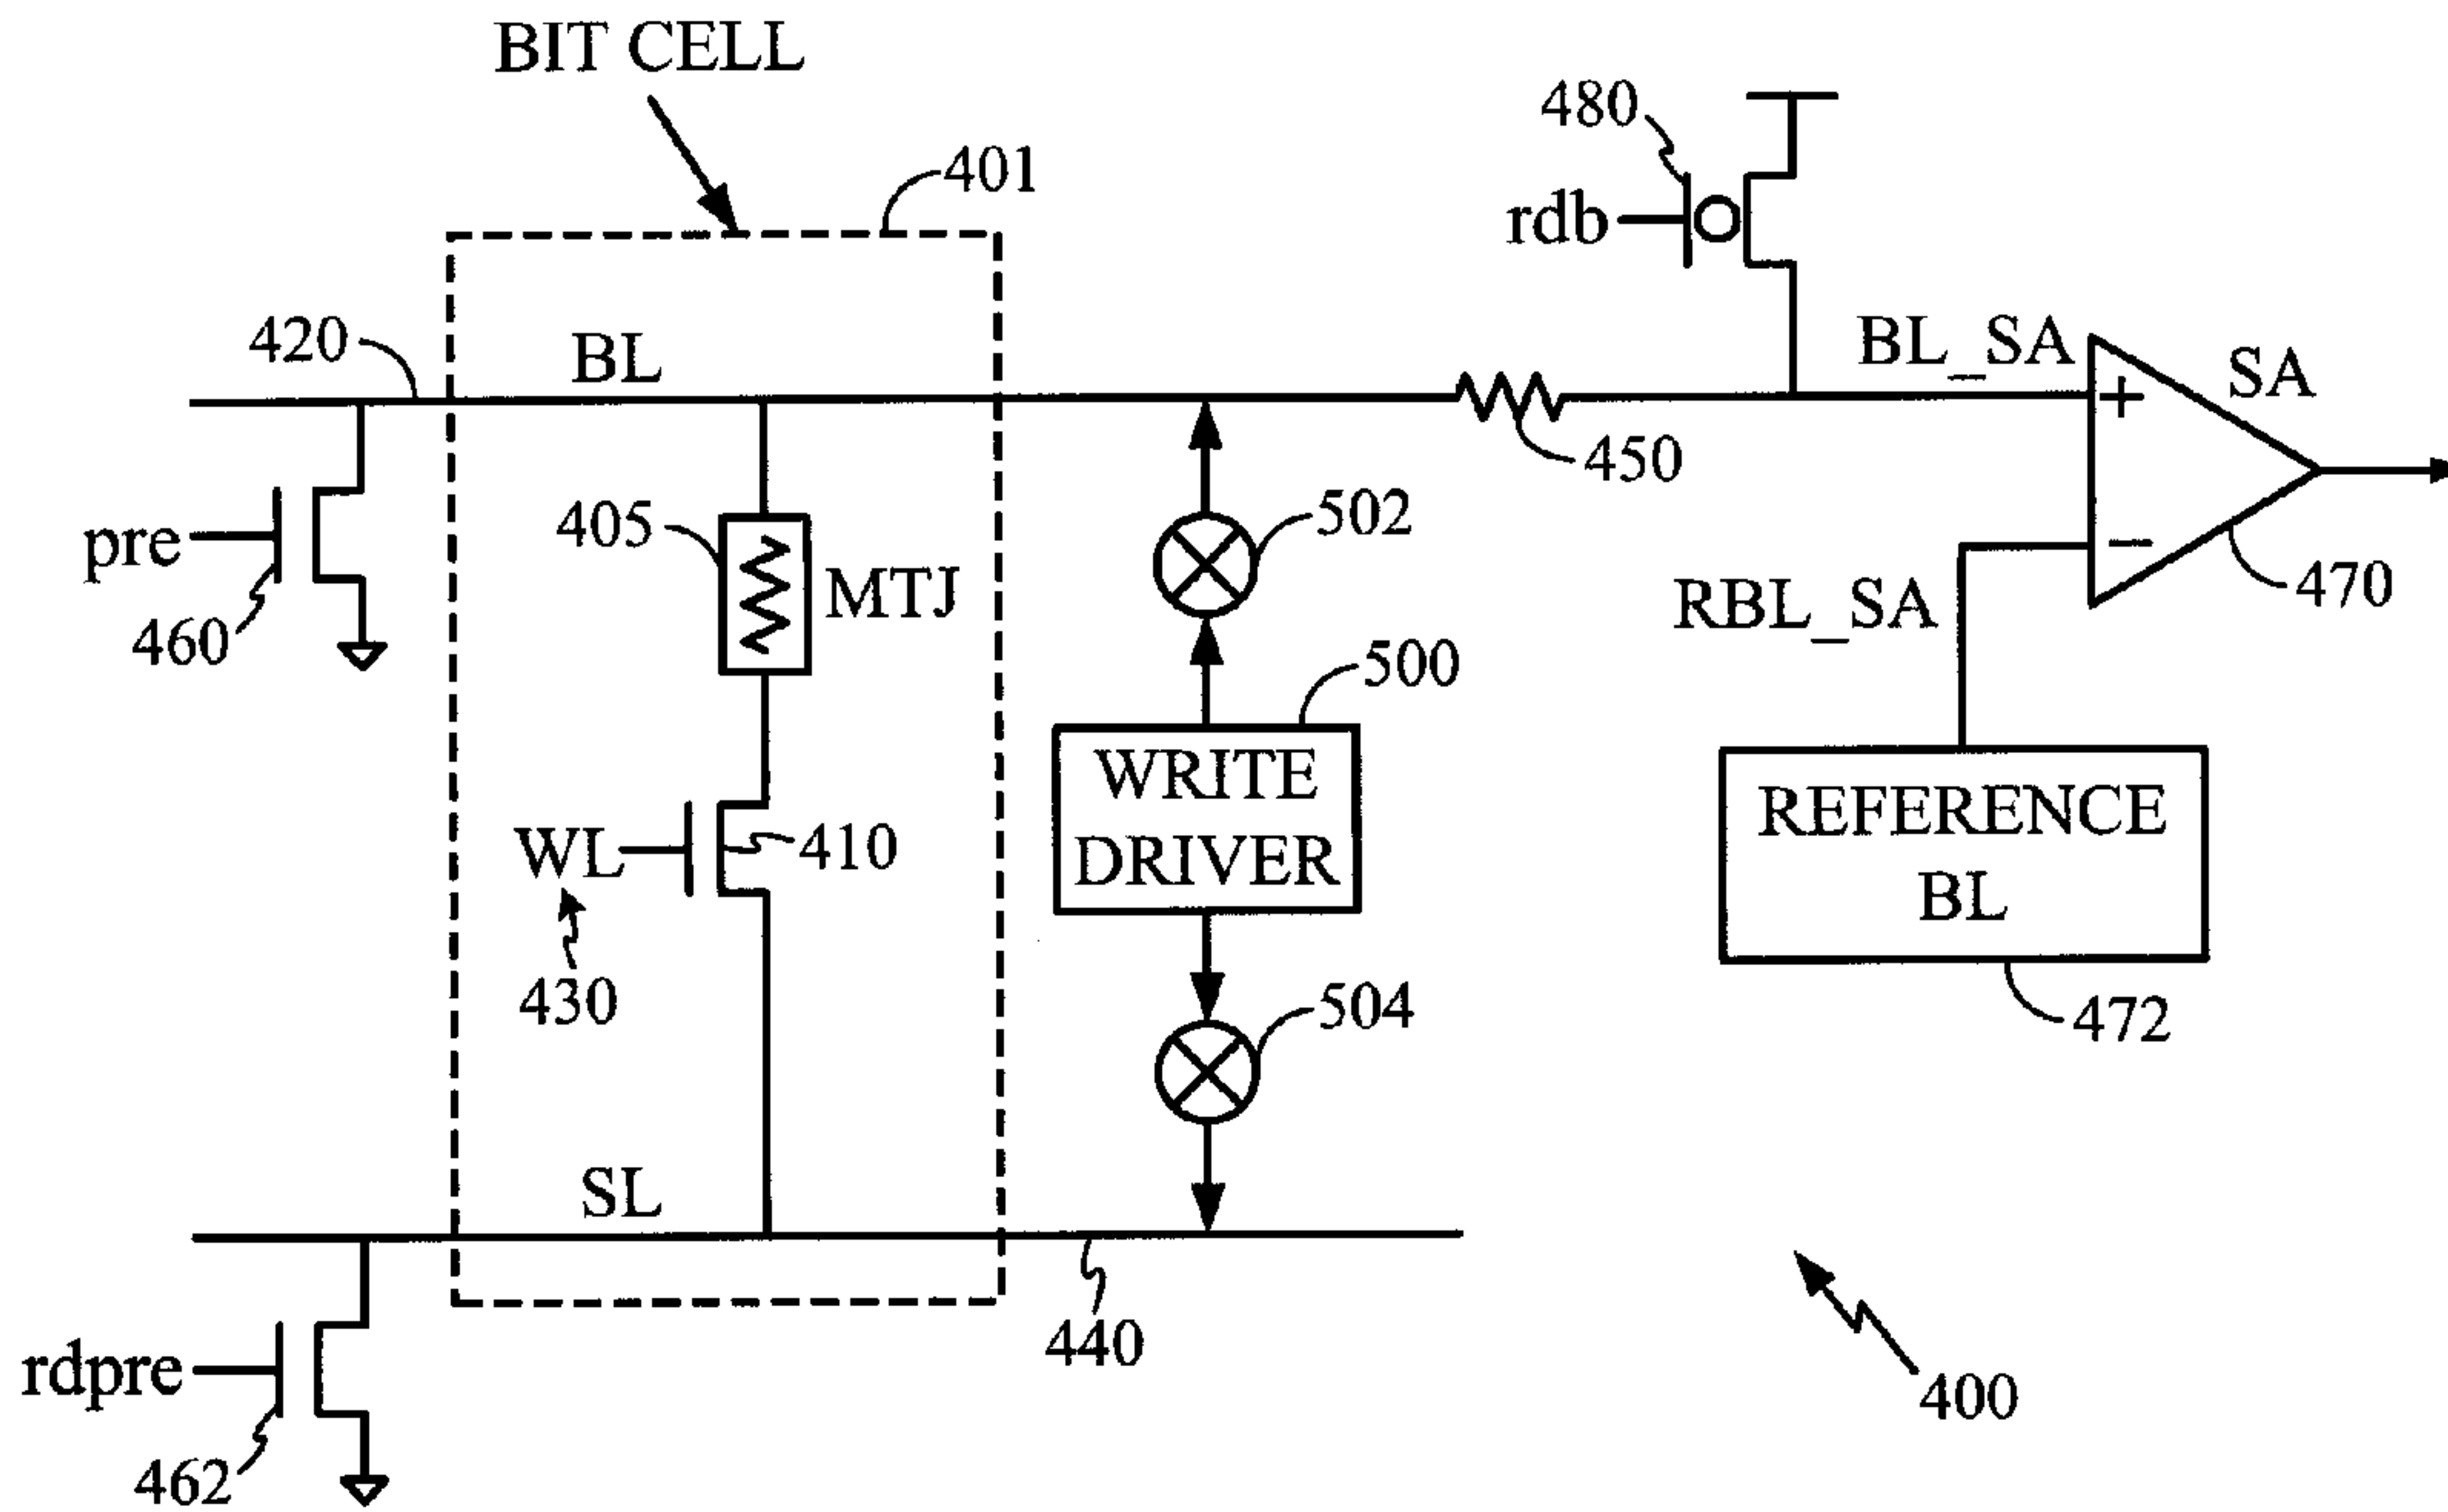 BIT CELL
480
401
rdb
420
BL
BL_SA
SA
+
450
405
MTJ
502
pre
−
460
RBL_SA
470
500
WRITE
DRIVER
REFERENCE
BL
WL
410
430
504
472
SL
440
rdpre
400
462